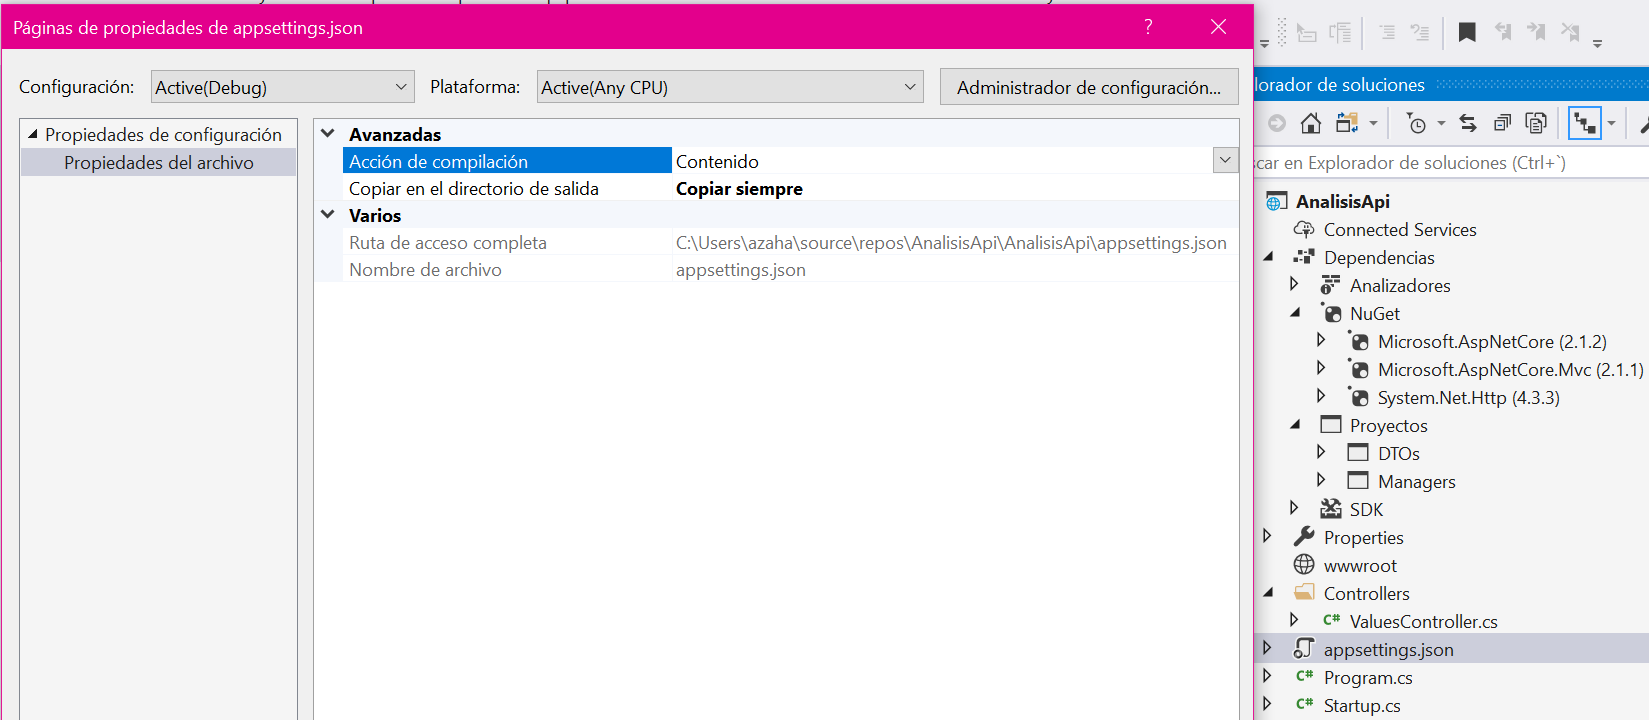 Páginas de propiedades de appsettings.json
?
Configuración:
Active(Debug)
Plataforma:
Active(Any CPU)
Administrador de configuración...
Propiedades de configuración
Propiedades del archivo
Avanzadas
Acción de compilación
Contenido
Copiar en el directorio de salida
Copiar siempre
Varios
Ruta de acceso completa
C:\Users\azaha\source\repos\AnalisisApi\AnalisisApi\appsettings.json
Nombre de archivo
appsettings.json
lorador de soluciones
car en Explorador de soluciones (Ctrl+`)
AnalisisApi
Connected Services
Dependencias
Analizadores
NuGet
Microsoft.AspNetCore (2.1.2)
Microsoft.AspNetCore.Mvc (2.1.1)
System.Net.Http (4.3.3)
Proyectos
DTOs
Managers
SDK
Properties
wwwroot
Controllers
C# ValuesController.cs
appsettings.json
C# Program.cs
C# Startup.cs